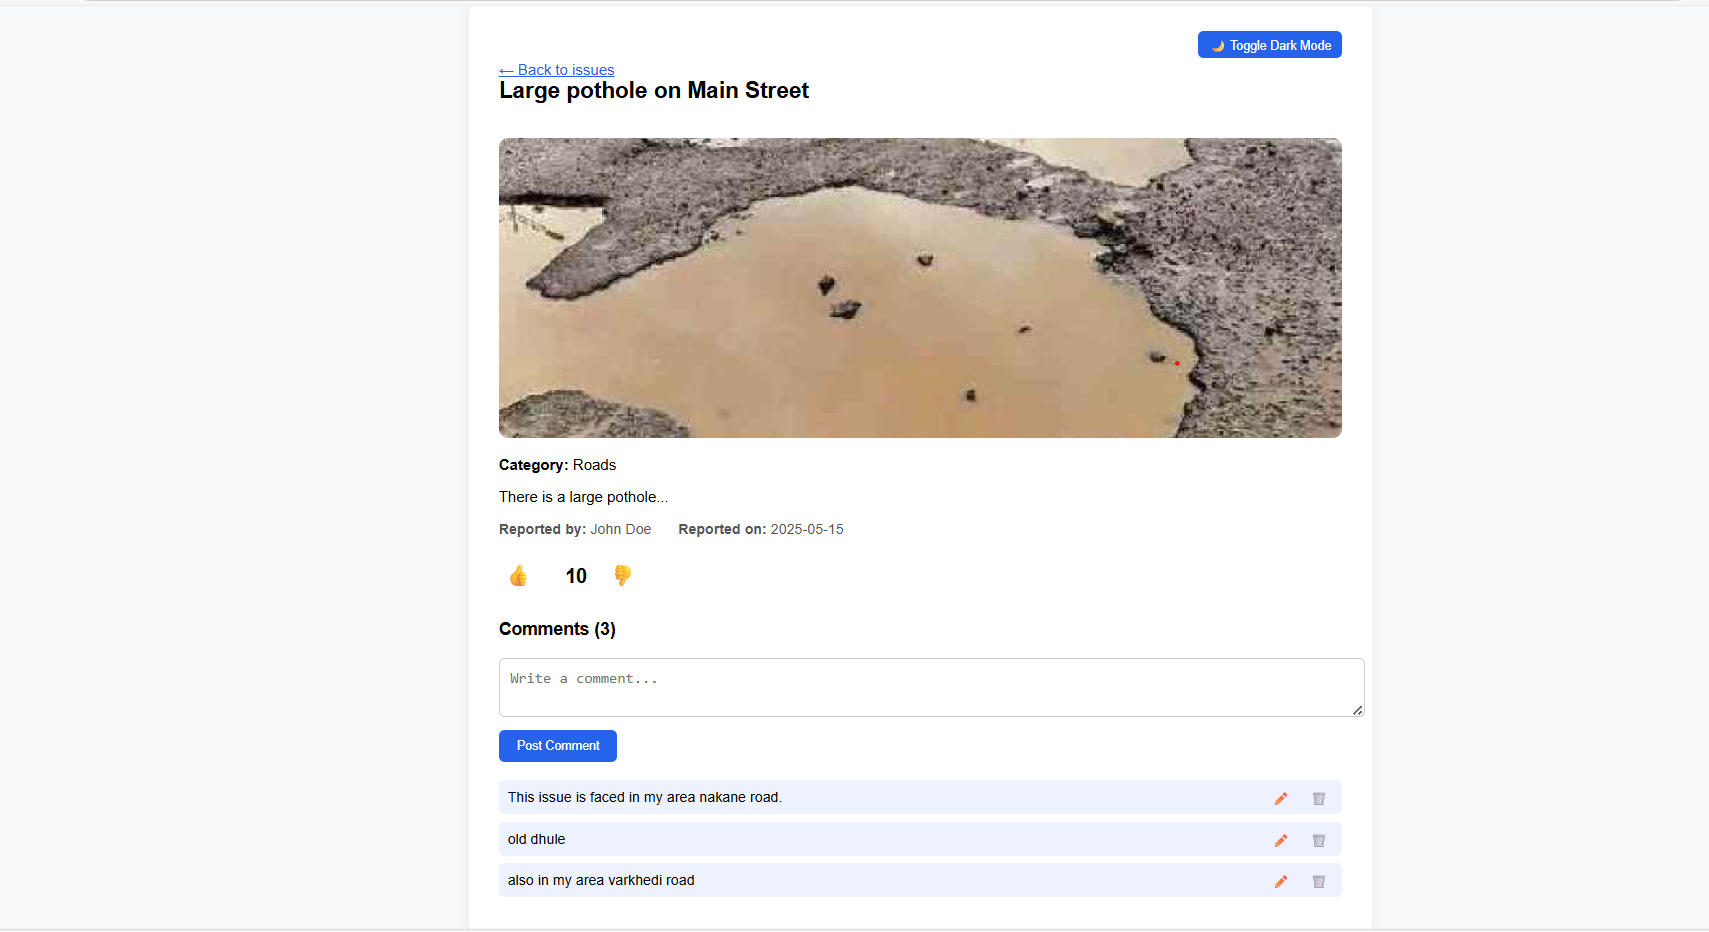 🌙 Toggle Dark Mode
← Back to issues
Large pothole on Main Street
Category: Roads
There is a large pothole...
Reported by: John Doe Reported on: 2025-05-15
👍 10 👎
Comments (3)
Write a comment...
Post Comment
This issue is faced in my area nakane road.
old dhule
also in my area varkhedi road